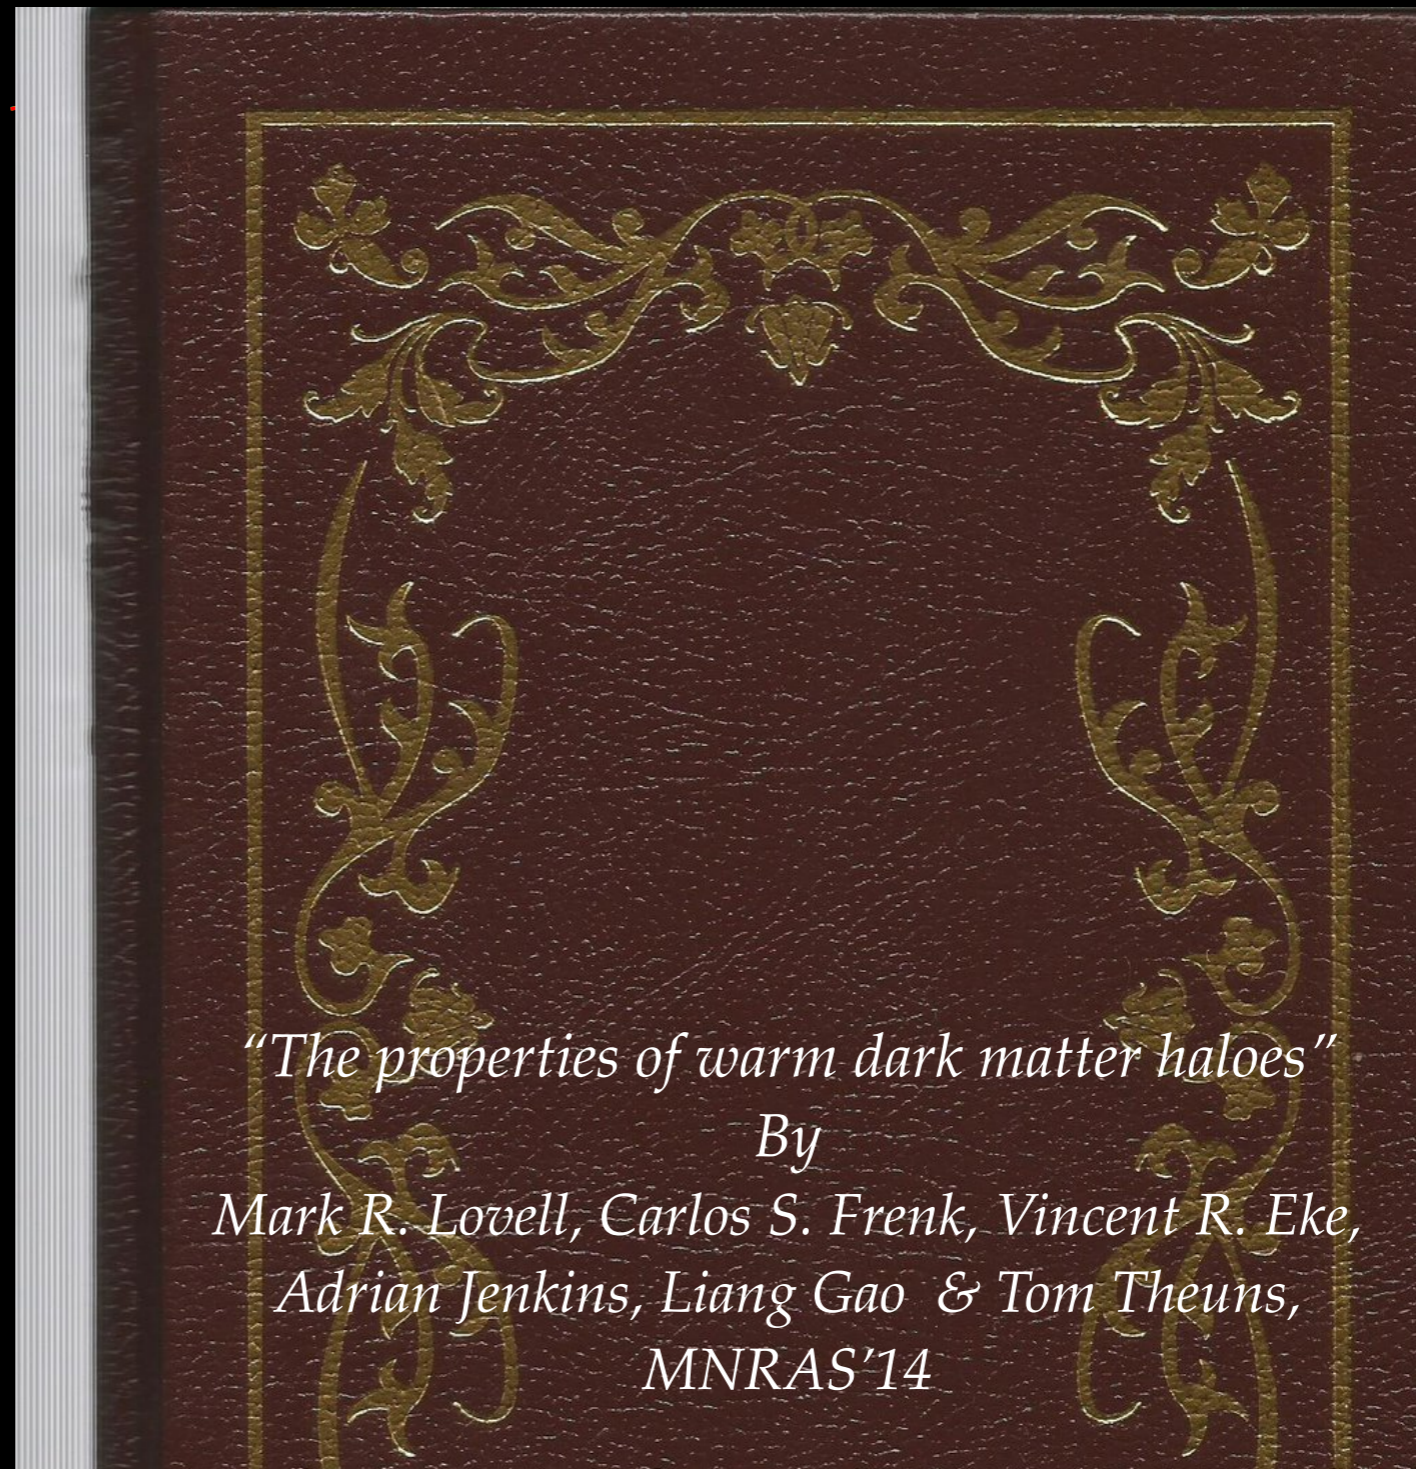 “The properties of warm dark matter haloes”
By
Mark R. Lovell, Carlos S. Frenk, Vincent R. Eke,
Adrian Jenkins, Liang Gao & Tom Theuns,
MNRAS’14